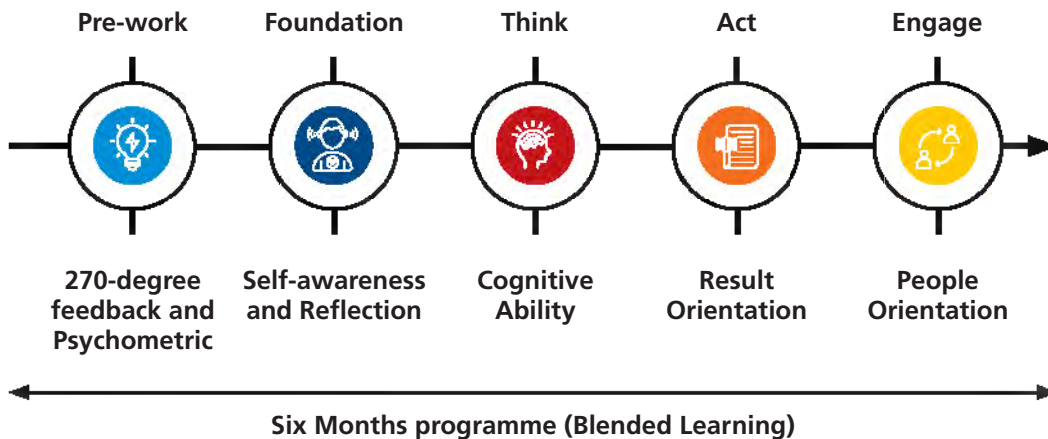 Pre-work
Foundation
Think
Act
Engage
270-degree
feedback and
Psychometric
Self-awareness
and Reflection
Cognitive
Ability
Result
Orientation
People
Orientation
Six Months programme (Blended Learning)